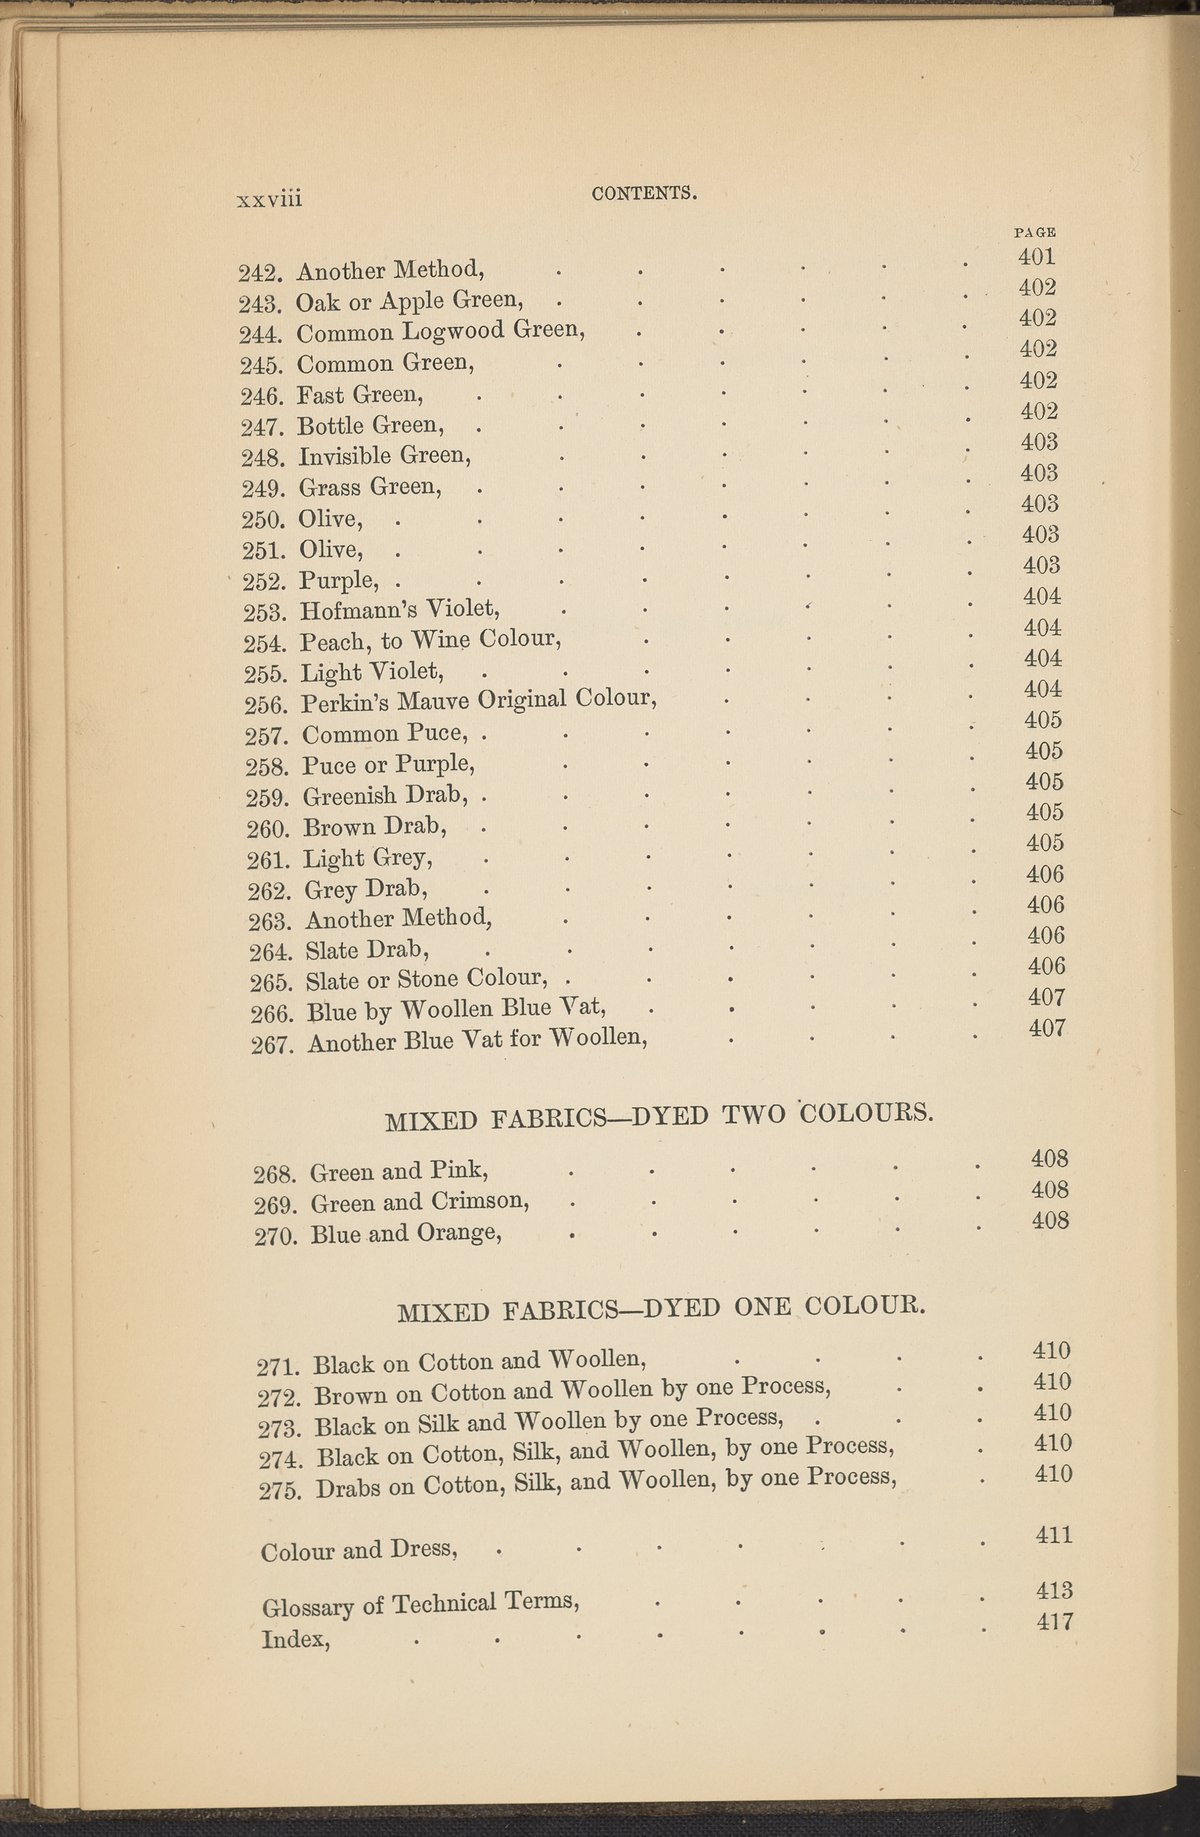 xxviii CONTENTS.
PAGE
242. Another Method, . . . . . . 401
243. Oak or Apple Green, . . . . . . 402
244. Common Logwood Green, . . . . . 402
245. Common Green, . . . . . . 402
246. Fast Green, . . . . . . . 402
247. Bottle Green, . . . . . . . 402
248. Invisible Green, . . . . . . 403
249. Grass Green, . . . . . . . 403
250. Olive, . . . . . . . . 403
251. Olive, . . . . . . . . 403
252. Purple, . . . . . . . . 403
253. Hofmann's Violet, . . . . . . 404
254. Peach, to Wine Colour, . . . . . 404
255. Light Violet, . . . . . . . 404
256. Perkin's Mauve Original Colour, . . . . 404
257. Common Puce, . . . . . . . 405
258. Puce or Purple, . . . . . . 405
259. Greenish Drab, . . . . . . . 405
260. Brown Drab, . . . . . . . 405
261. Light Grey, . . . . . . . 405
262. Grey Drab, . . . . . . . 406
263. Another Method, . . . . . . 406
264. Slate Drab, . . . . . . . 406
265. Slate or Stone Colour, . . . . . . 406
266. Blue by Woollen Blue Vat, . . . . . 407
267. Another Blue Vat for Woollen, . . . . 407
MIXED FABRICS—DYED TWO COLOURS.
268. Green and Pink, . . . . . . 408
269. Green and Crimson, . . . . . . 408
270. Blue and Orange, . . . . . . 408
MIXED FABRICS—DYED ONE COLOUR.
271. Black on Cotton and Woollen, . . . . 410
272. Brown on Cotton and Woollen by one Process, . . 410
273. Black on Silk and Woollen by one Process, . . . 410
274. Black on Cotton, Silk, and Woollen, by one Process, . 410
275. Drabs on Cotton, Silk, and Woollen, by one Process, . 410
Colour and Dress, . . . . . . . 411
Glossary of Technical Terms, . . . . . 413
Index, . . . . . . . . 417